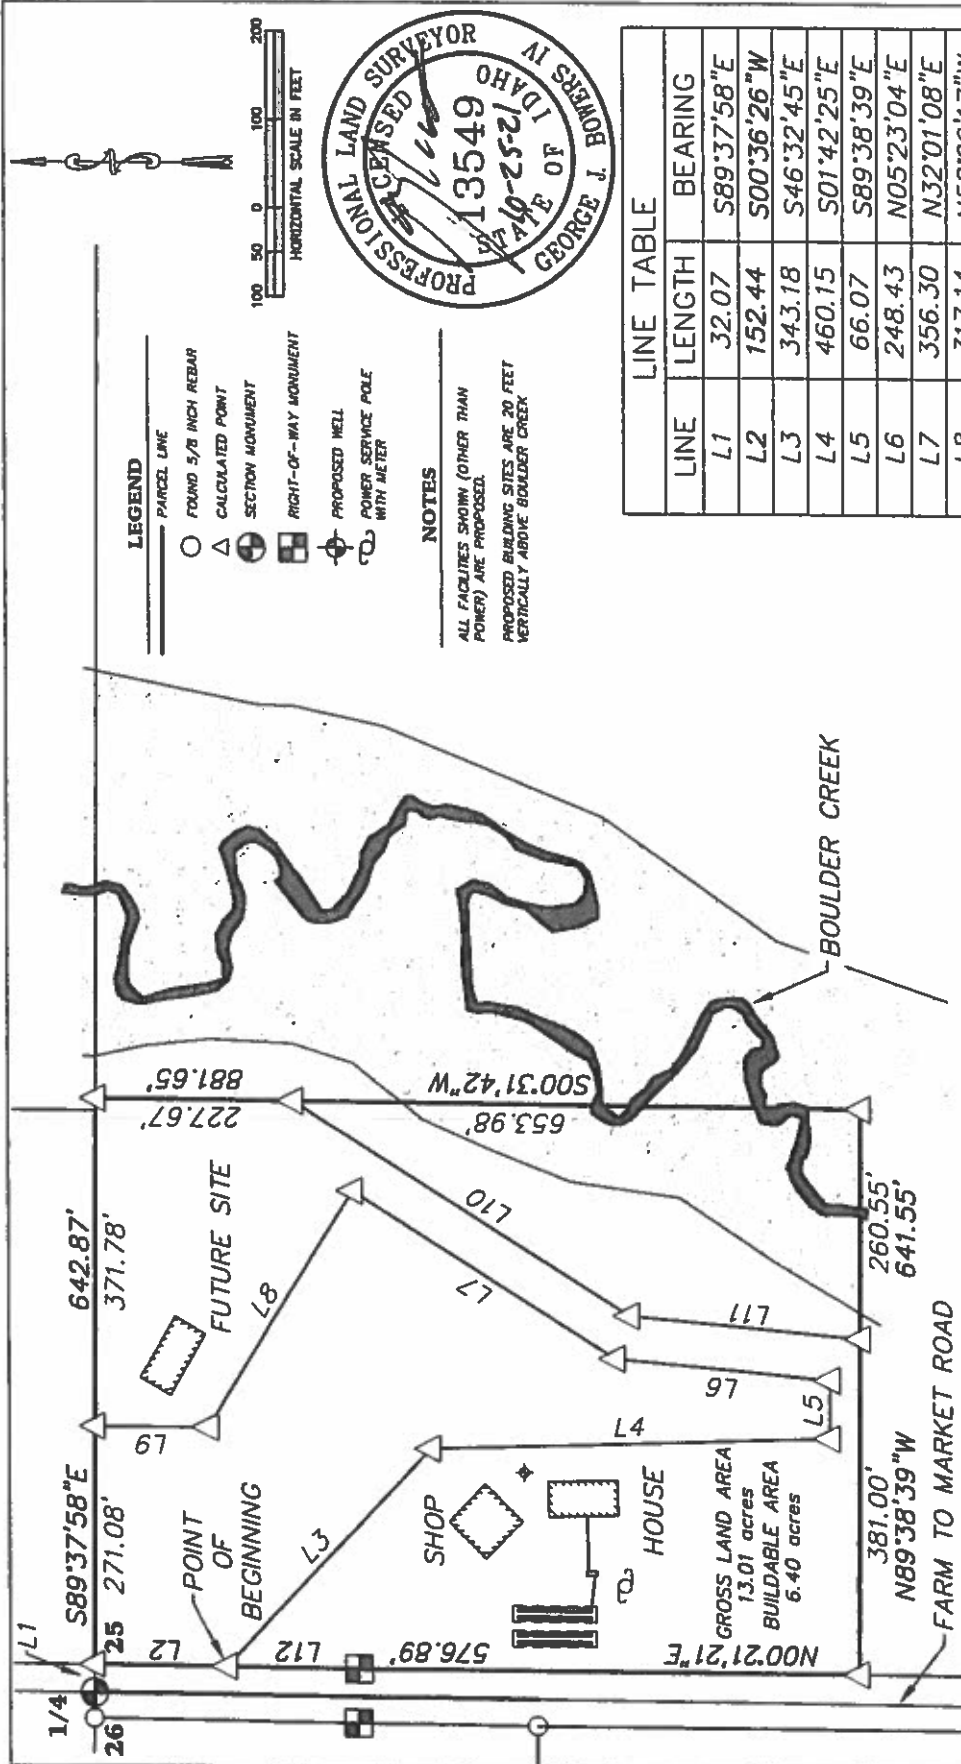 1/4
26
25
L1
S89°37'58"E
642.87'
271.08'
371.78'
L2
L9
POINT
OF
BEGINNING
L12
L3
FUTURE SITE
L8
227.67'
881.65'
653.98'
S00°31'42"W
L7
L10
L4
L5
L6
L11
SHOP
HOUSE
576.89'
N00°21'21"E
GROSS LAND AREA
13.01 acres
BUILDABLE AREA
6.40 acres
381.00'
260.55'
N89°38'39"W
641.55'
FARM TO MARKET ROAD
BOULDER CREEK
LEGEND
PARCEL LINE
FOUND 5/8 INCH REBAR
CALCULATED POINT
SECTION MONUMENT
RIGHT-OF-WAY MONUMENT
PROPOSED WELL
POWER SERVICE POLE
WITH METER
NOTES
ALL FACILITIES SHOWN (OTHER THAN
POWER) ARE PROPOSED.
PROPOSED BUILDING SITES ARE 20 FEET
VERTICALLY ABOVE BOULDER CREEK
100 50 0 100 200
HORIZONTAL SCALE IN FEET
PROFESSIONAL LAND SURVEYOR
LICENSED
13549
STATE OF IDAHO
GEORGE J. BOWERS IV
LINE TABLE
LINE LENGTH BEARING
L1 32.07 S89°37'58"E
L2 152.44 S00°36'26"W
L3 343.18 S46°32'45"E
L4 460.15 S01°42'25"E
L5 66.07 S89°38'39"E
L6 248.43 N05°23'04"E
L7 356.30 N32°01'08"E
L8 317.14